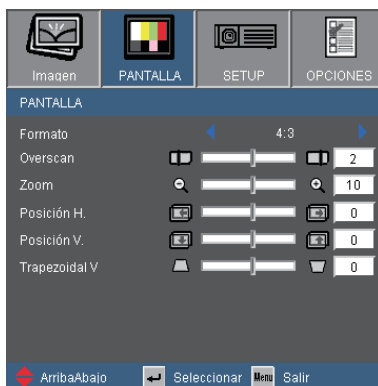 Imagen PANTALLA SETUP OPCIONES
PANTALLA
Formato 4:3
Overscan 2
Zoom 10
Posición H. 0
Posición V. 0
Trapezoidal V 0
ArribaAbajo Seleccionar Menu Salir